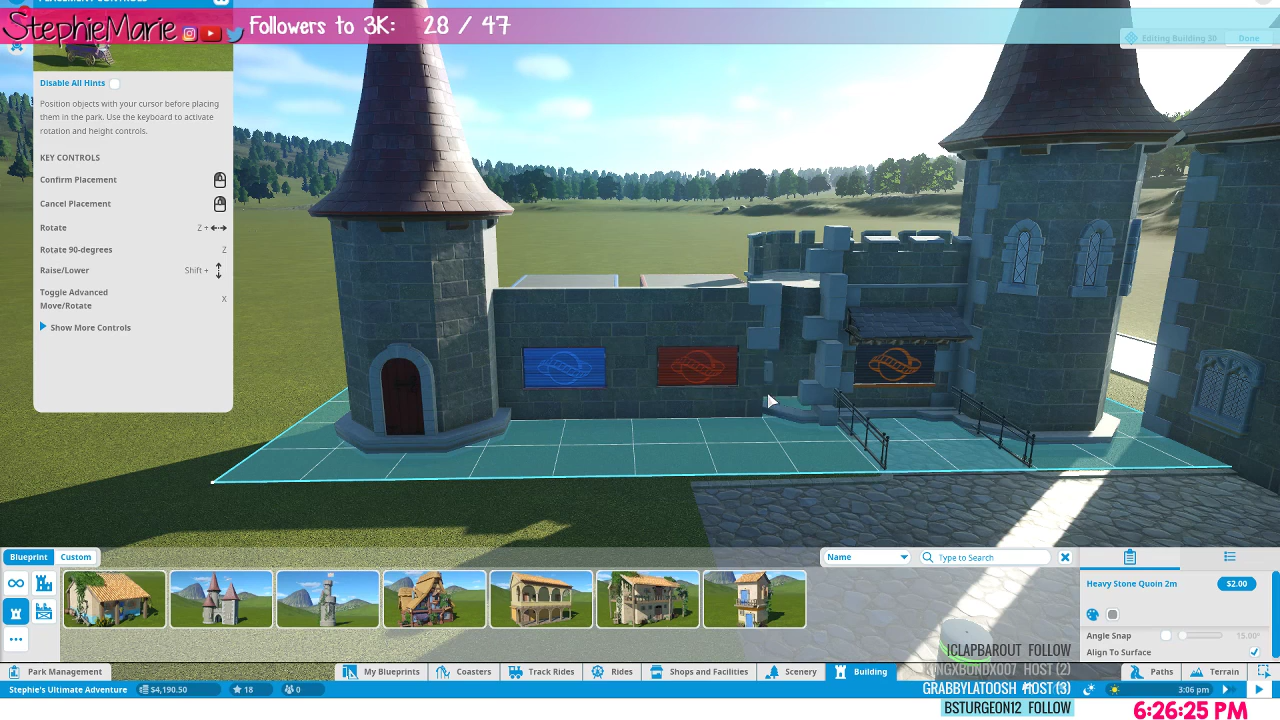 StephieMarie
Followers to 3K: 28 / 47
Editing Building 30
Done
Disable All Hints
Position objects with your cursor before placing
them in the park. Use the keyboard to activate
rotation and height controls.
KEY CONTROLS
Confirm Placement
Cancel Placement
Rotate Z +
Rotate 90-degrees Z
Raise/Lower Shift +
Toggle Advanced
Move/Rotate X
Show More Controls
Blueprint Custom
Name
Type to Search
Heavy Stone Quoin 2m $2.00
Angle Snap 15.00°
Align To Surface
ICLAPBAROUT FOLLOW
HOST (2)
GRABBYLATOOSH HOST (3)
BSTURGEON12 FOLLOW
Park Management
My Blueprints
Coasters
Track Rides
Rides
Shops and Facilities
Scenery
Building
Paths
Terrain
Stephie's Ultimate Adventure
$4,190.50
18
0
3:06 pm
6:26:25 PM